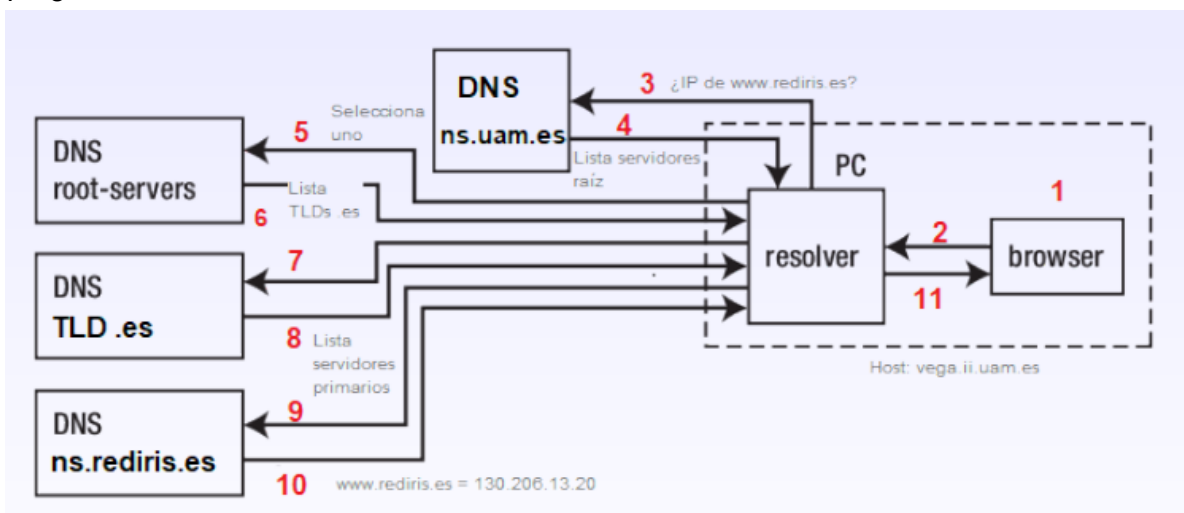 DNS
ns.uam.es
3 ¿IP de www.rediris.es?
4
Lista servidores
raíz
5
Selecciona
uno
DNS
root-servers
6
Lista
TLDs .es
PC
resolver
1
2
browser
11
Host: vega.ii.uam.es
7
DNS
TLD .es
8 Lista
servidores
primarios
9
DNS
ns.rediris.es
10 www.rediris.es = 130.206.13.20